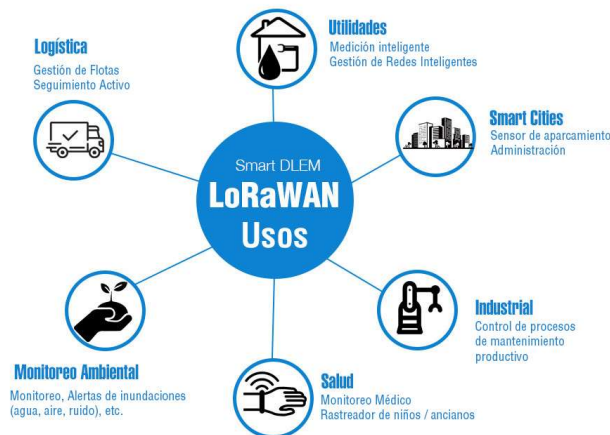 Logística
Gestión de Flotas
Seguimiento Activo
Utilidades
Medición inteligente
Gestión de Redes Inteligentes
Smart Cities
Sensor de aparcamiento
Administración
Smart DLEM
LoRaWAN
Usos
Industrial
Control de procesos
de mantenimiento
productivo
Monitoreo Ambiental
Monitoreo, Alertas de inundaciones
(agua, aire, ruido), etc.
Salud
Monitoreo Médico
Rastreador de niños / ancianos